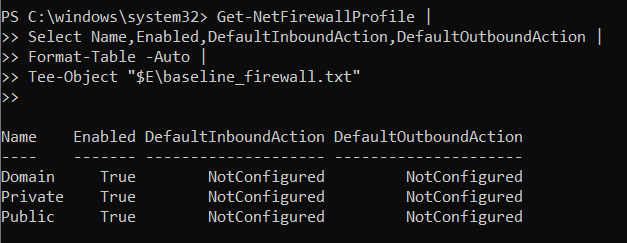 PS C:\windows\system32> Get-NetFirewallProfile |
>> Select Name,Enabled,DefaultInboundAction,DefaultOutboundAction |
>> Format-Table -Auto |
>> Tee-Object "$E\baseline_firewall.txt"
>>
Name    Enabled DefaultInboundAction DefaultOutboundAction
----    ------- -------------------- ---------------------
Domain     True        NotConfigured         NotConfigured
Private    True        NotConfigured         NotConfigured
Public     True        NotConfigured         NotConfigured